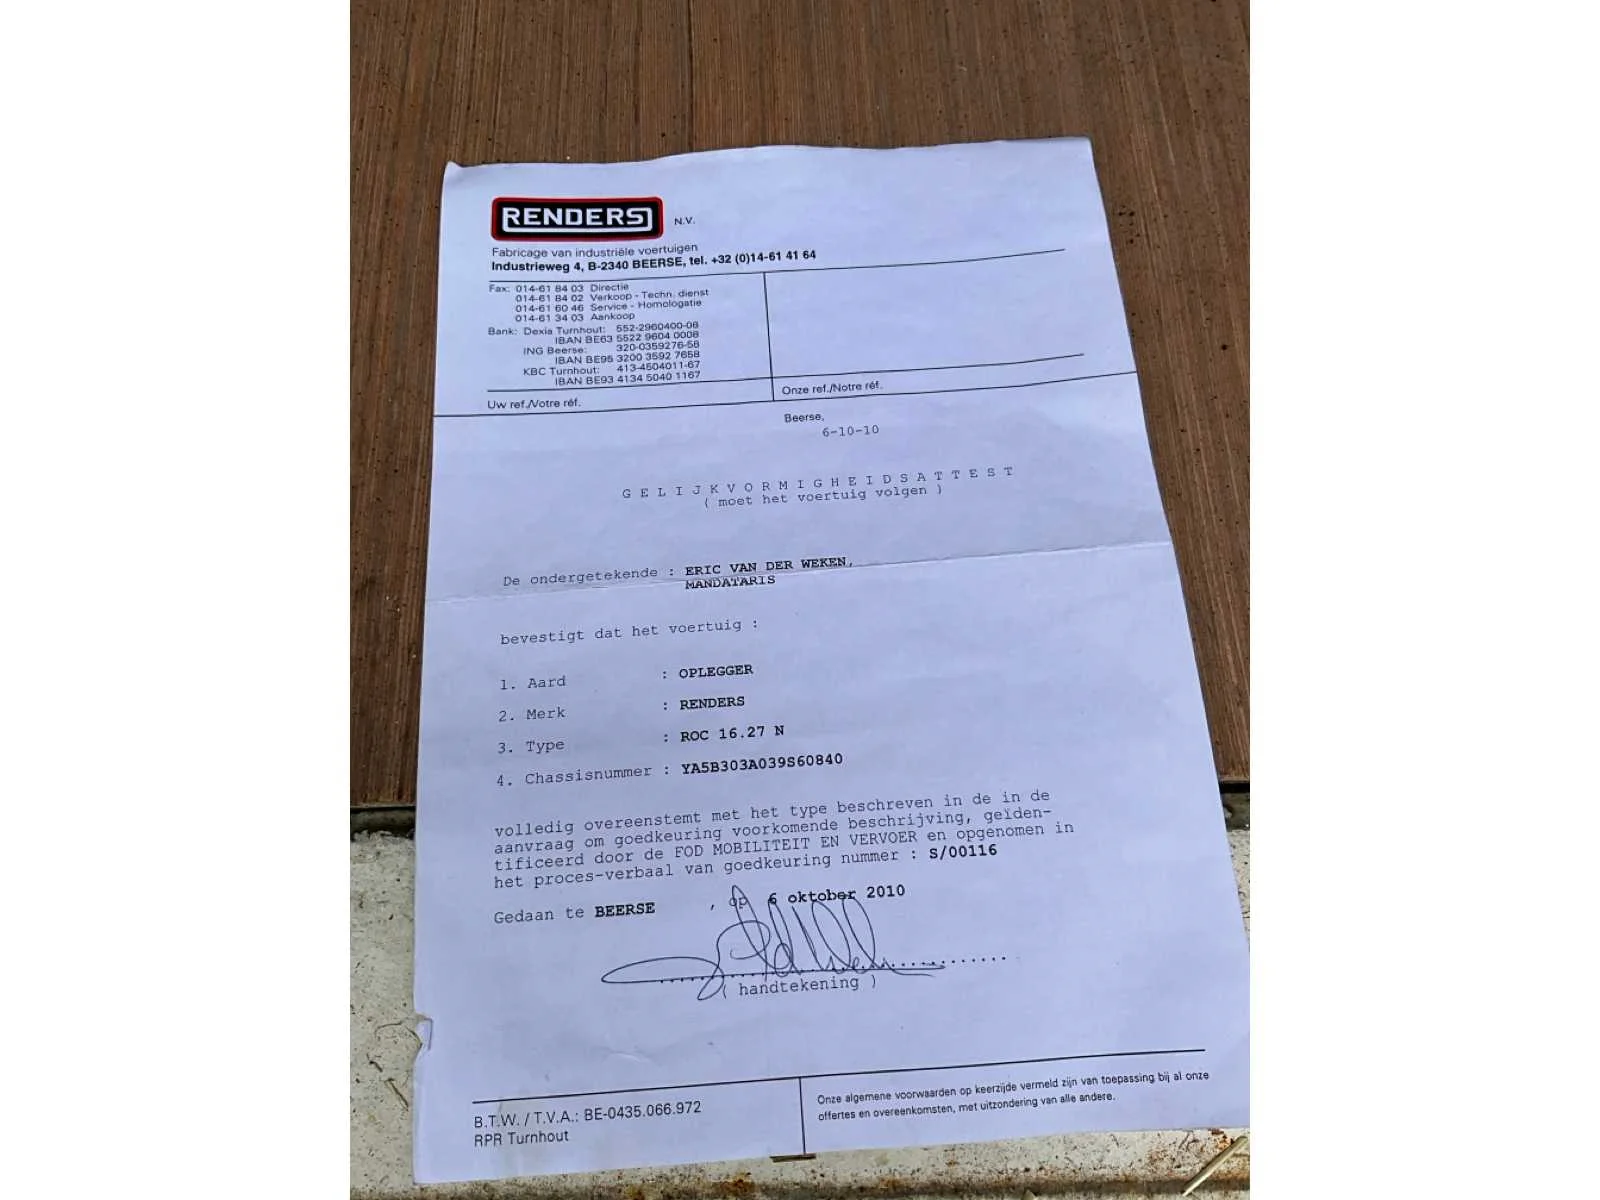 RENDERS N.V.
Fabricage van industriële voertuigen
Industrieweg 4, B-2340 BEERSE, tel. +32 (0)14-61 41 64
Fax: 014-61 84 03 Directie
014-61 84 02 Verkoop - Techn. dienst
014-61 60 46 Service - Homologatie
014-61 34 03 Aankoop
Bank: Dexia Turnhout: 552-2960400-08
IBAN BE63 5522 9604 0008
ING Beerse: 320-0359276-58
IBAN BE95 3200 3592 7658
KBC Turnhout: 413-4504011-67
IBAN BE93 4134 5040 1167
Uw ref./Votre réf.
Onze ref./Notre réf.
Beerse,
6-10-10
G E L I J K V O R M I G H E I D S A T T E S T
( moet het voertuig volgen )
De ondergetekende : ERIC VAN DER WEKEN,
MANDATARIS
bevestigt dat het voertuig :
1. Aard : OPLEGGER
2. Merk : RENDERS
3. Type : ROC 16.27 N
4. Chassisnummer : YA5B303A039S60840
volledig overeenstemt met het type beschreven in de in de
aanvraag om goedkeuring voorkomende beschrijving, geïden-
tificeerd door de FOD MOBILITEIT EN VERVOER en opgenomen in
het proces-verbaal van goedkeuring nummer : S/00116
Gedaan te BEERSE , op 6 oktober 2010
( handtekening )
B.T.W. / T.V.A.: BE-0435.066.972
RPR Turnhout
Onze algemene voorwaarden op keerzijde vermeld zijn van toepassing bij al onze
offertes en overeenkomsten, met uitzondering van alle andere.